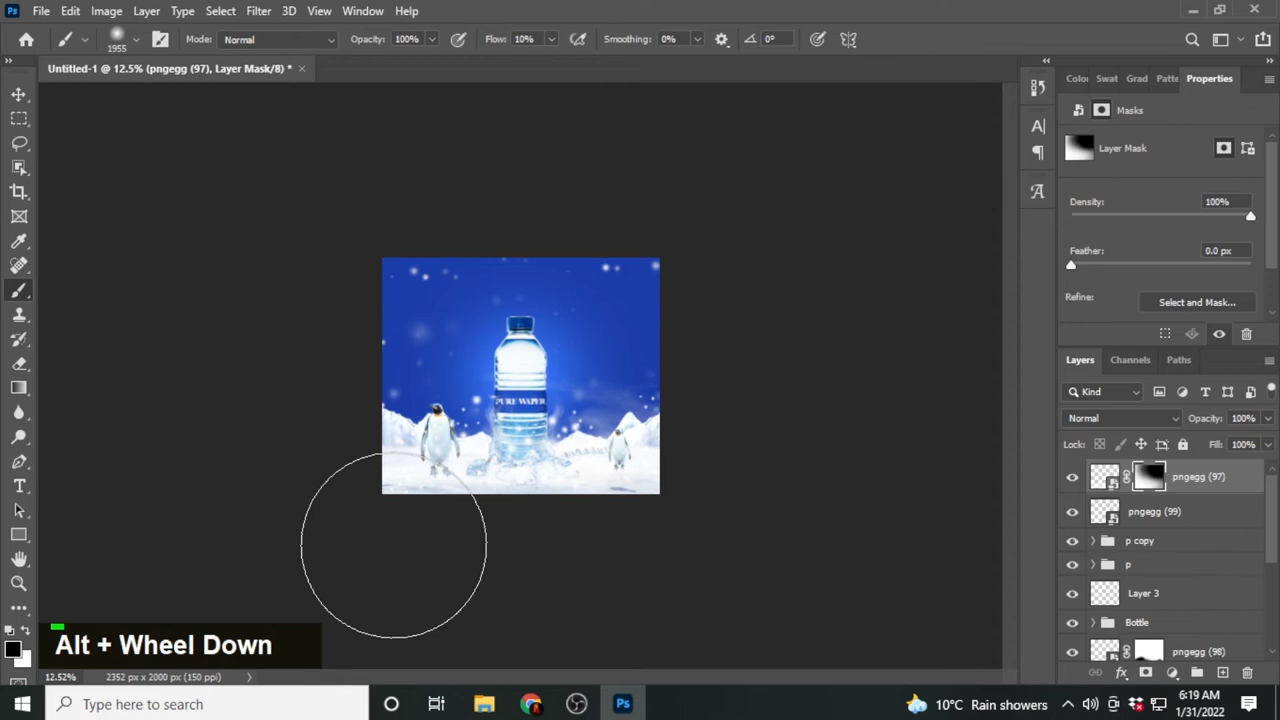 Ps File Edit Image Layer Type Select Filter 3D View Window Help
1955 Mode: Normal Opacity: 100% Flow: 10% Smoothing: 0% 0°
Untitled-1 @ 12.5% (pngegg (97), Layer Mask/8) *
Swat Grad Properties
Masks
Layer Mask
Density: 100%
Feather: 0.0 px
Refine: Select and Mask...
PURE WATER
Layers Channels Paths
Kind
Normal Opacity: 100%
Lock: Fill: 100%
pngegg (97)
pngegg (99)
p copy
p
Layer 3
Bottle
pngegg (98)
Alt + Wheel Down
12.52% 2352 px x 2000 px (150 ppi)
Type here to search
Ps
10°C Rain showers
6:19 AM
1/31/2022